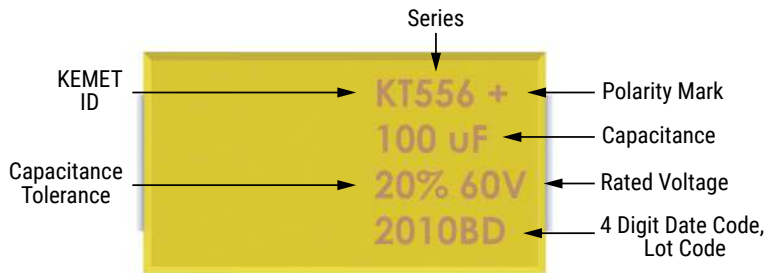 Series
KEMET
ID
KT556 +
Polarity Mark
100 uF
Capacitance
Capacitance
Tolerance
20% 60V
Rated Voltage
2010BD
4 Digit Date Code,
Lot Code